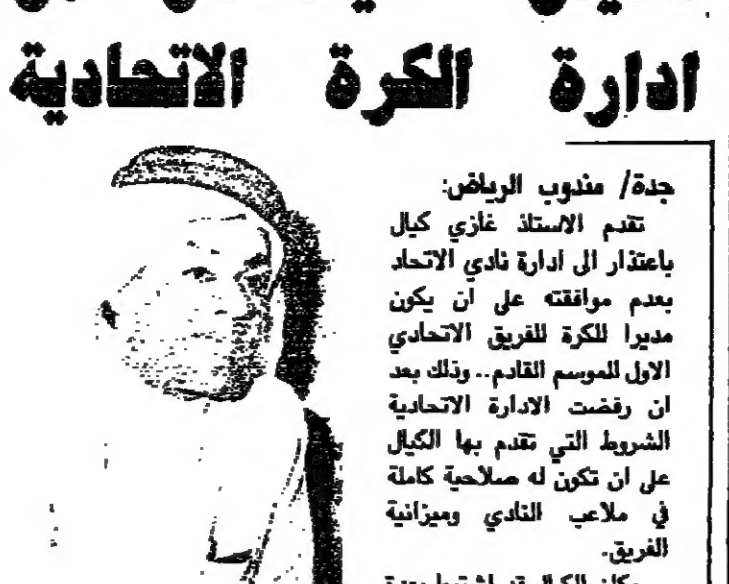 ادارة الكرة الاتحادية
جدة/ مندوب الرياض:
تقدم الاستاذ غازي كيال
باعتذار الى ادارة نادي الاتحاد
بعدم موافقته على ان يكون
مديرا للكرة للفريق الاتحادي
الاول للموسم القادم.. وذلك بعد
ان رفضت الادارة الاتحادية
الشروط التي تقدم بها الكيال
على ان تكون له صلاحية كاملة
في ملاعب النادي وميزانية
الفريق.